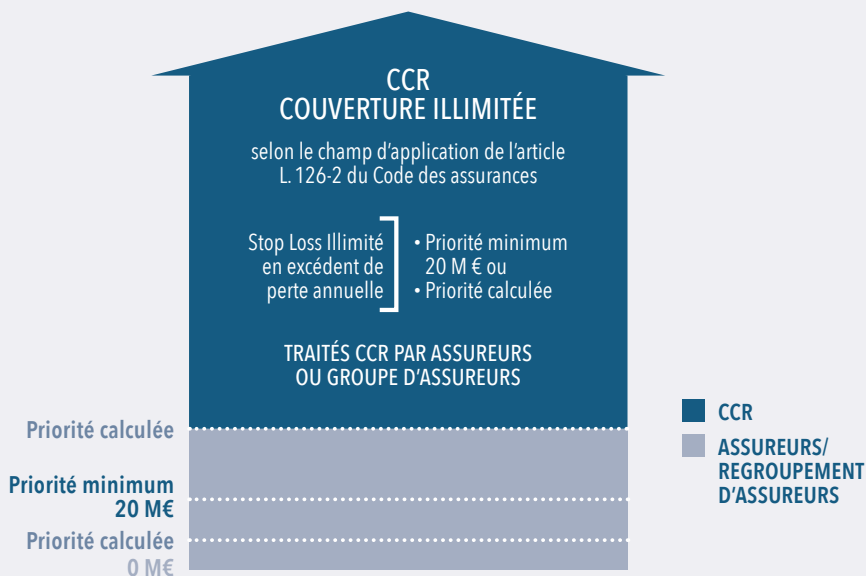 CCR
COUVERTURE ILLIMITÉE
selon le champ d’application de l’article
L. 126-2 du Code des assurances
Stop Loss Illimité
en excédent de
perte annuelle
• Priorité minimum
20 M € ou
• Priorité calculée
TRAITÉS CCR PAR ASSUREURS
OU GROUPE D’ASSUREURS
Priorité calculée
Priorité minimum
20 M€
Priorité calculée
0 M€
CCR
ASSUREURS/
REGROUPEMENT
D’ASSUREURS